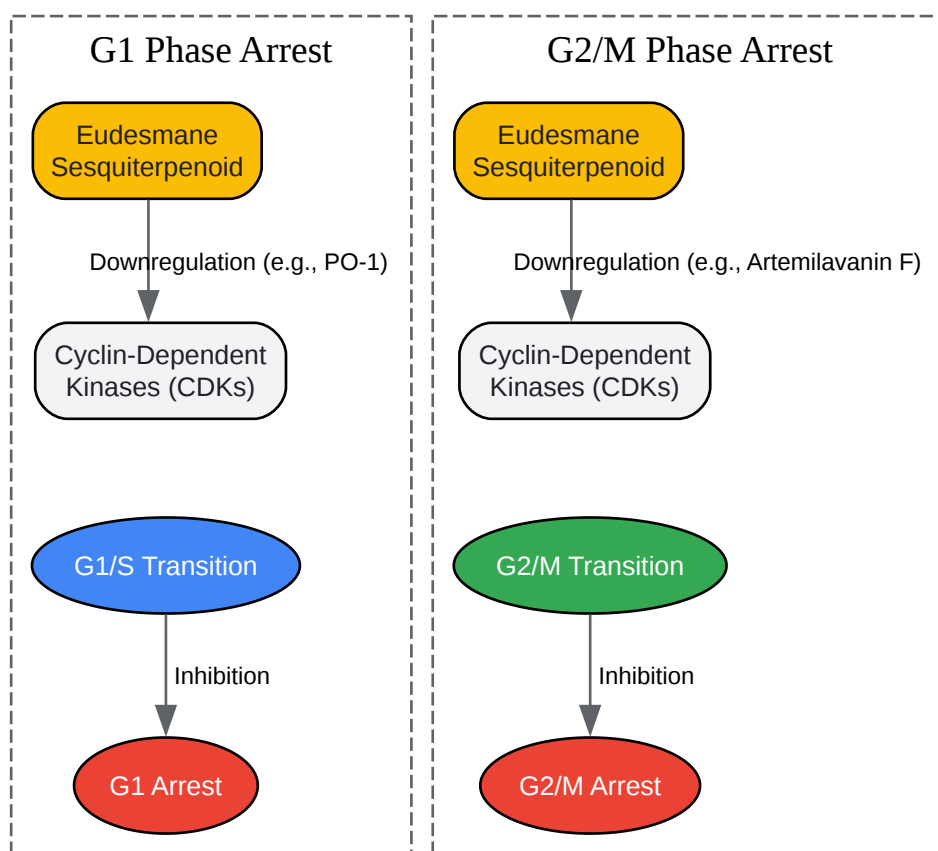 G1 Phase Arrest
Eudesmane
Sesquiterpenoid
Downregulation (e.g., PO-1)
Cyclin-Dependent
Kinases (CDKs)
G1/S Transition
Inhibition
G1 Arrest
G2/M Phase Arrest
Eudesmane
Sesquiterpenoid
Downregulation (e.g., Artemilavanin F)
Cyclin-Dependent
Kinases (CDKs)
G2/M Transition
Inhibition
G2/M Arrest